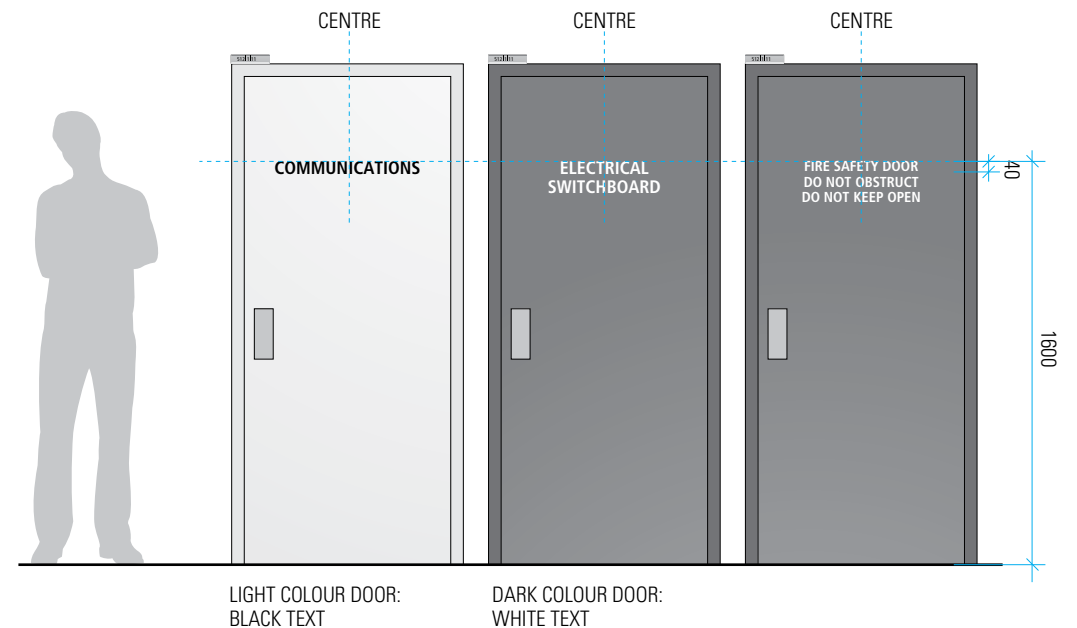 CENTRE
CENTRE
CENTRE
COMMUNICATIONS
ELECTRICAL
SWITCHBOARD
FIRE SAFETY DOOR
DO NOT OBSTRUCT
DO NOT KEEP OPEN
40
1600
LIGHT COLOUR DOOR:
BLACK TEXT
DARK COLOUR DOOR:
WHITE TEXT